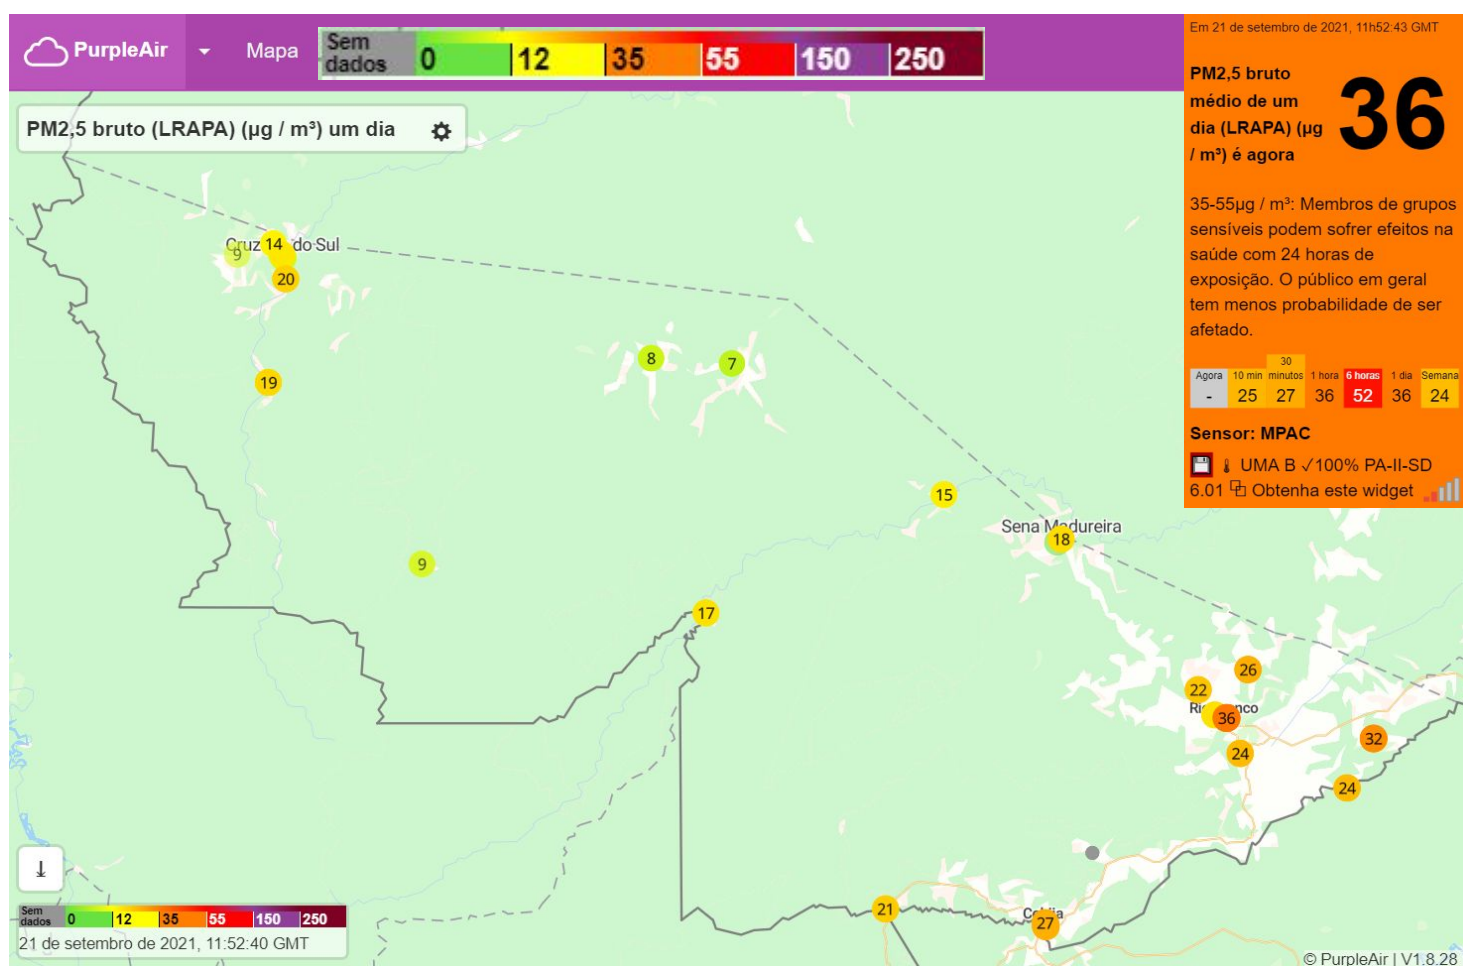 PurpleAir
Mapa
Sem dados 0 12 35 55 150 250
Em 21 de setembro de 2021, 11h52:43 GMT
PM2,5 bruto
médio de um
dia (LRAPA) (µg
/ m³) é agora
36
35-55µg / m³: Membros de grupos
sensíveis podem sofrer efeitos na
saúde com 24 horas de
exposição. O público em geral
tem menos probabilidade de ser
afetado.
Agora 10 min 30 minutos 1 hora 6 horas 1 dia Semana
- 25 27 36 52 36 24
Sensor: MPAC
UMA B ✓100% PA-II-SD
6.01 Obtenha este widget
PM2,5 bruto (LRAPA) (µg / m³) um dia
9
14
do Sul
20
19
8
7
15
Sena Madureira
18
9
17
26
22
36
24
32
24
21
27
Sem dados 0 12 35 55 150 250
21 de setembro de 2021, 11:52:40 GMT
© PurpleAir | V1.8.28